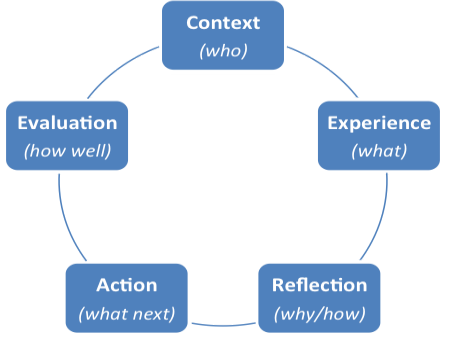 Context
(who)
Experience
(what)
Reflection
(why/how)
Action
(what next)
Evaluation
(how well)